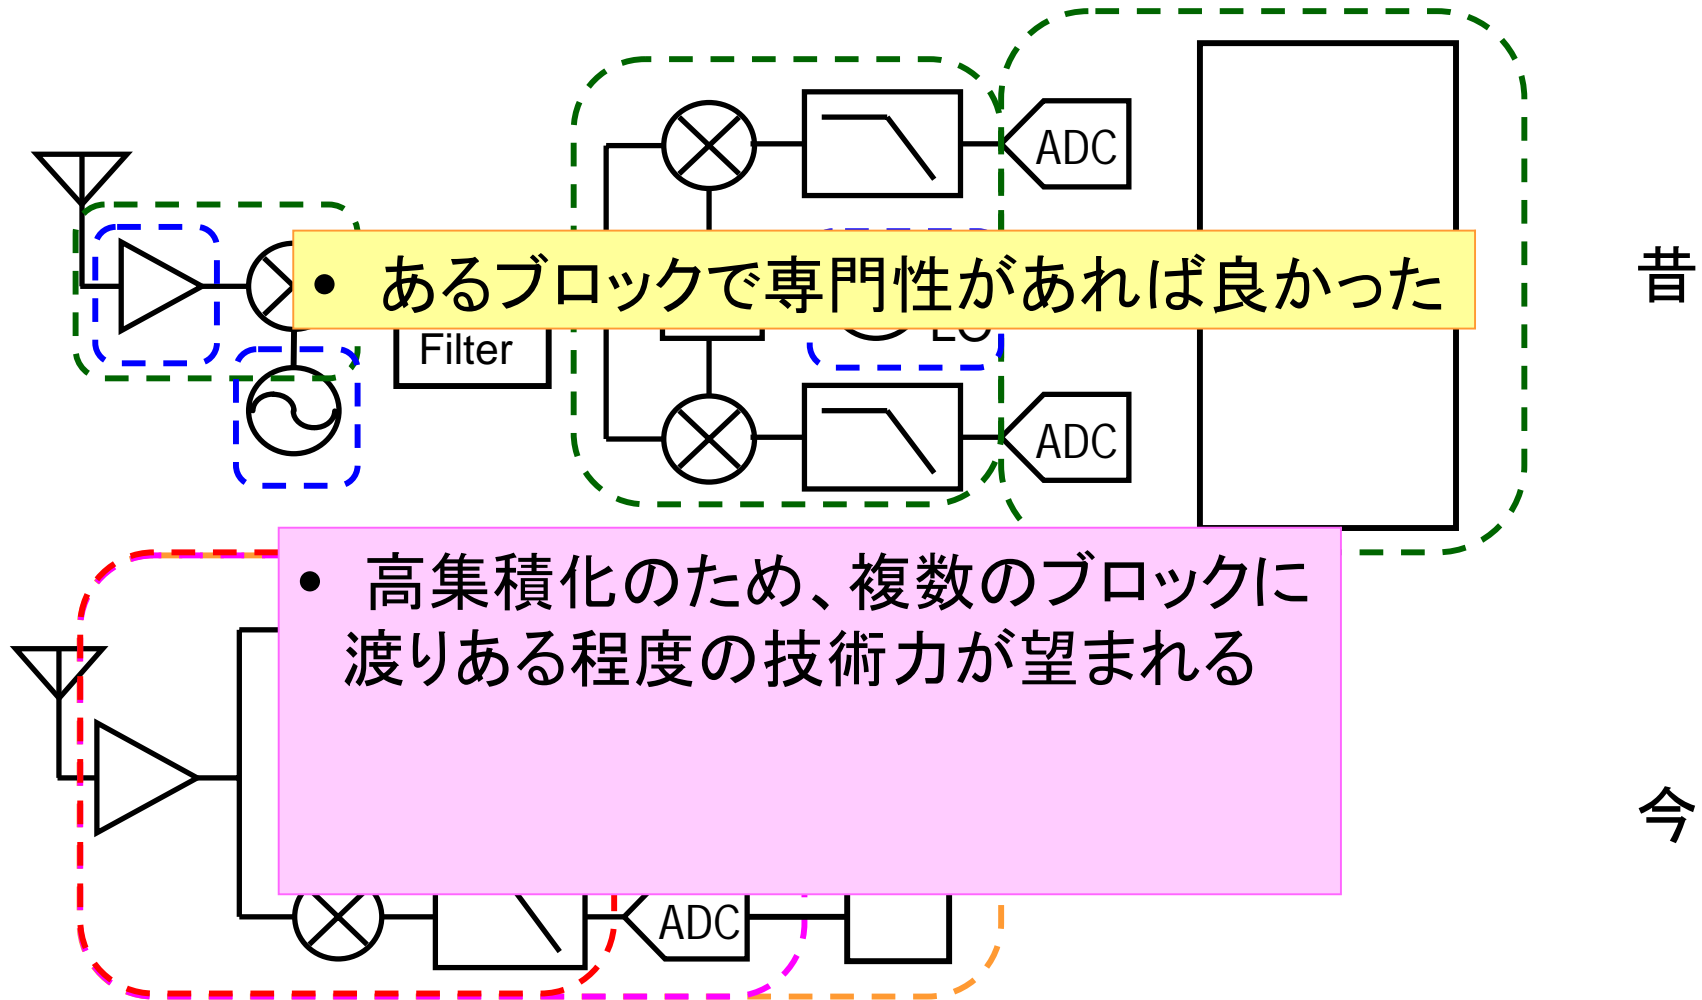 ADC
昔
• あるブロックで専門性があれば良かった
Filter
LO
ADC
• 高集積化のため、複数のブロックに
渡りある程度の技術力が望まれる
今
ADC